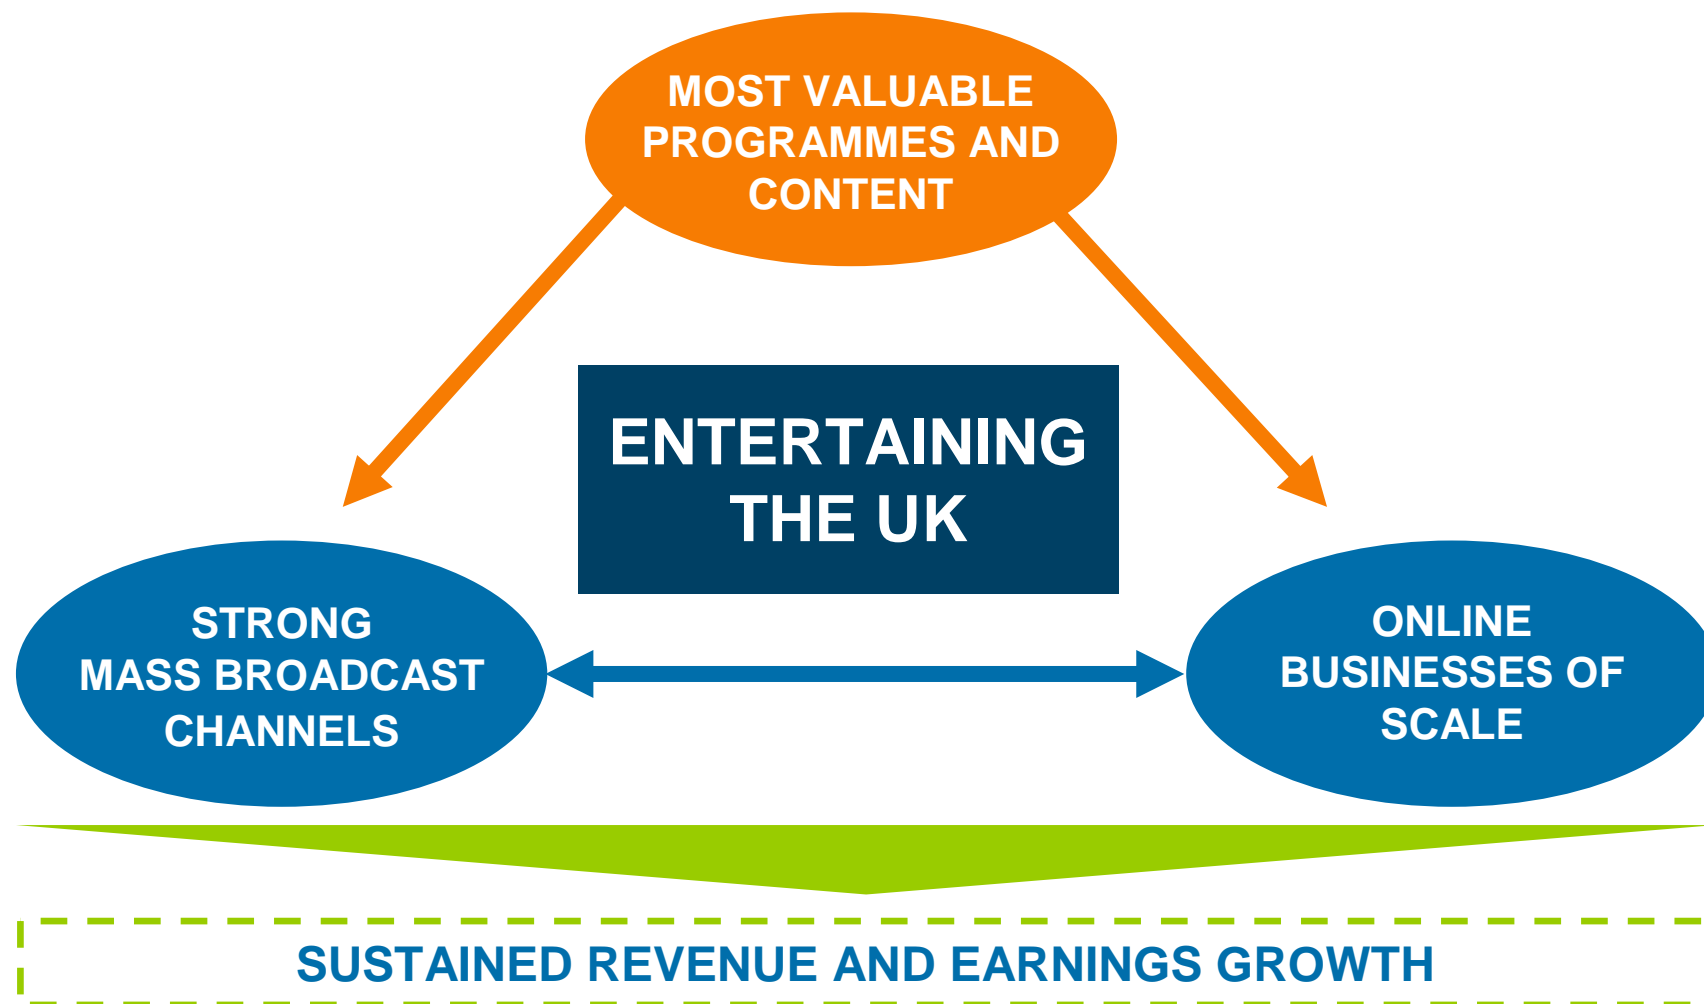 MOST VALUABLE
PROGRAMMES AND
CONTENT
ENTERTAINING
THE UK
STRONG
MASS BROADCAST
CHANNELS
ONLINE
BUSINESSES OF
SCALE
SUSTAINED REVENUE AND EARNINGS GROWTH